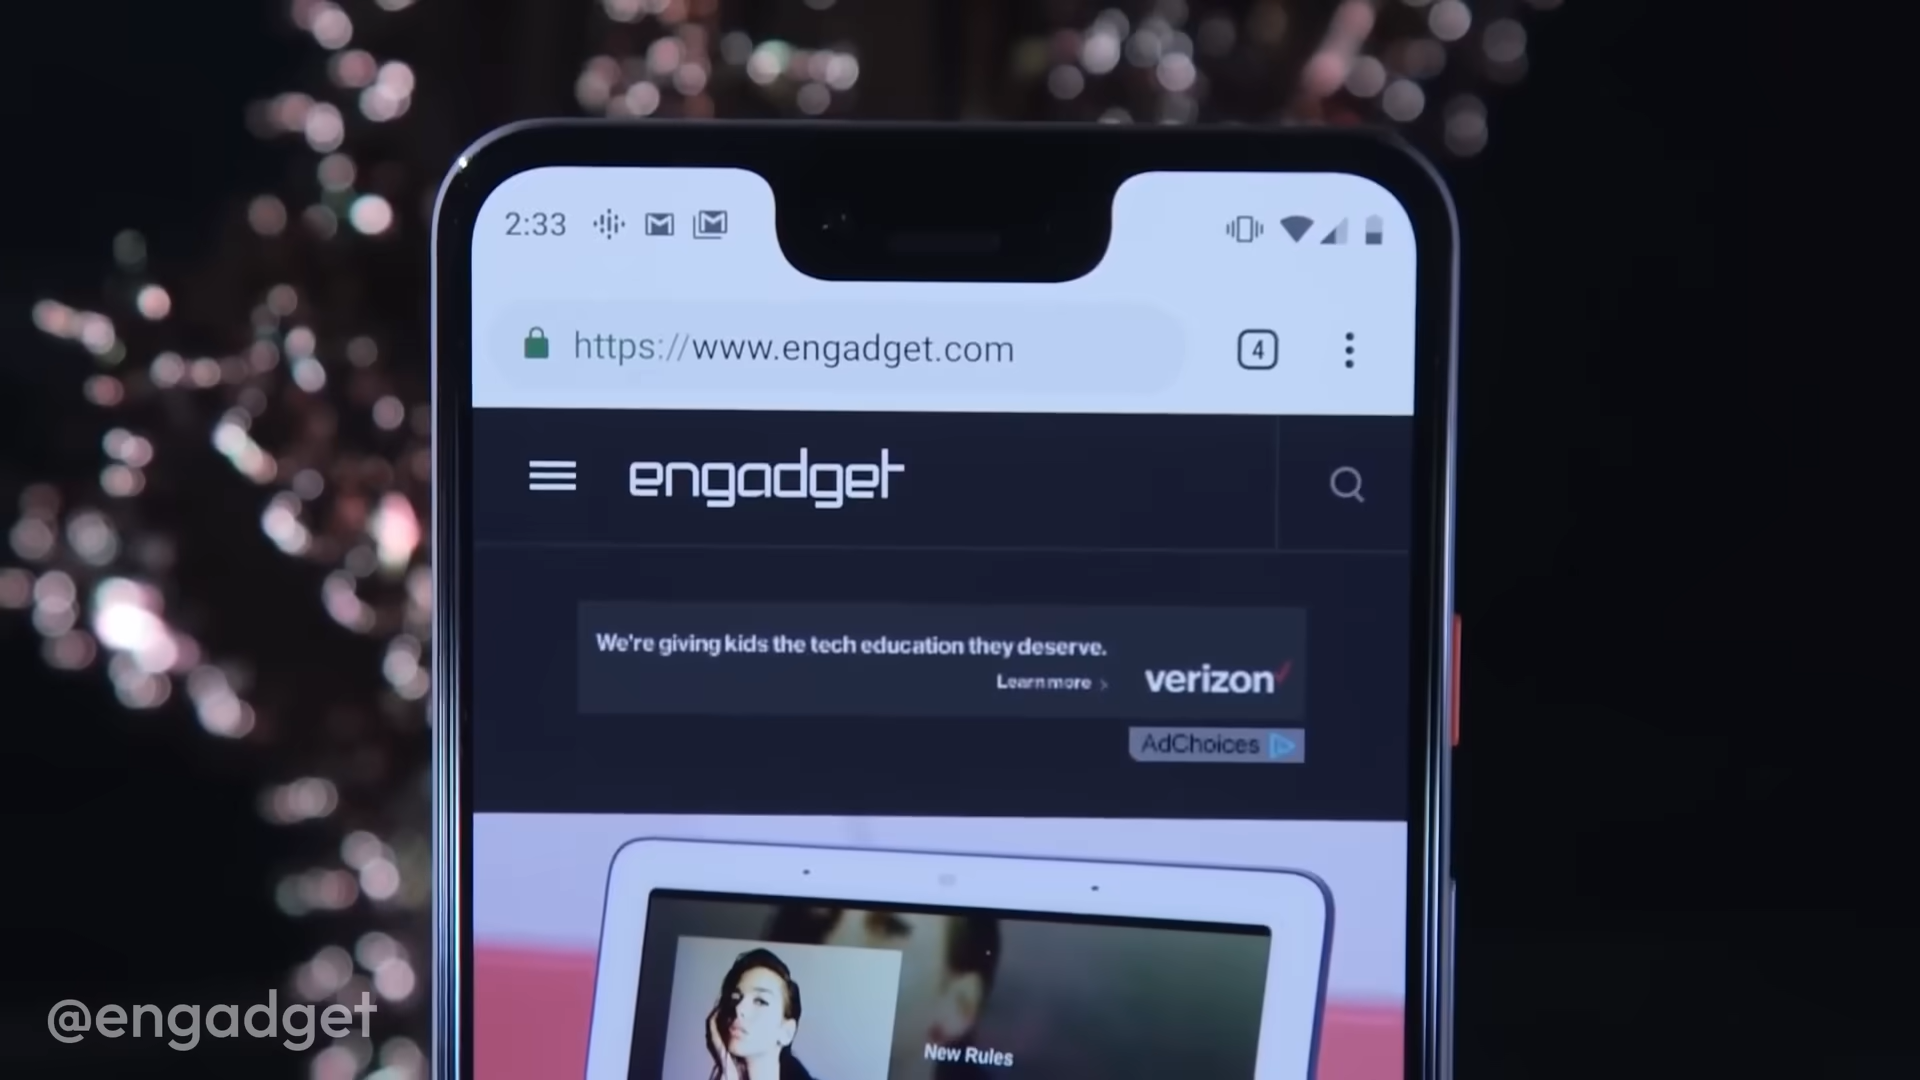 2:33
https://www.engadget.com
4
engadget
We're giving kids the tech education they deserve.
Learn more >
verizon
AdChoices
New Rules
@engadget